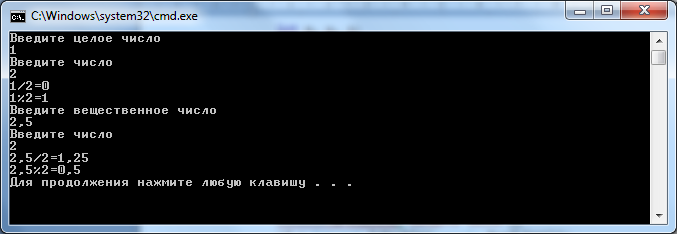 C:\Windows\system32\cmd.exe
Введите целое число
1
Введите число
2
1/2=0
1%2=1
Введите вещественное число
2,5
Введите число
2
2,5/2=1,25
2,5%2=0,5
Для продолжения нажмите любую клавишу . . .